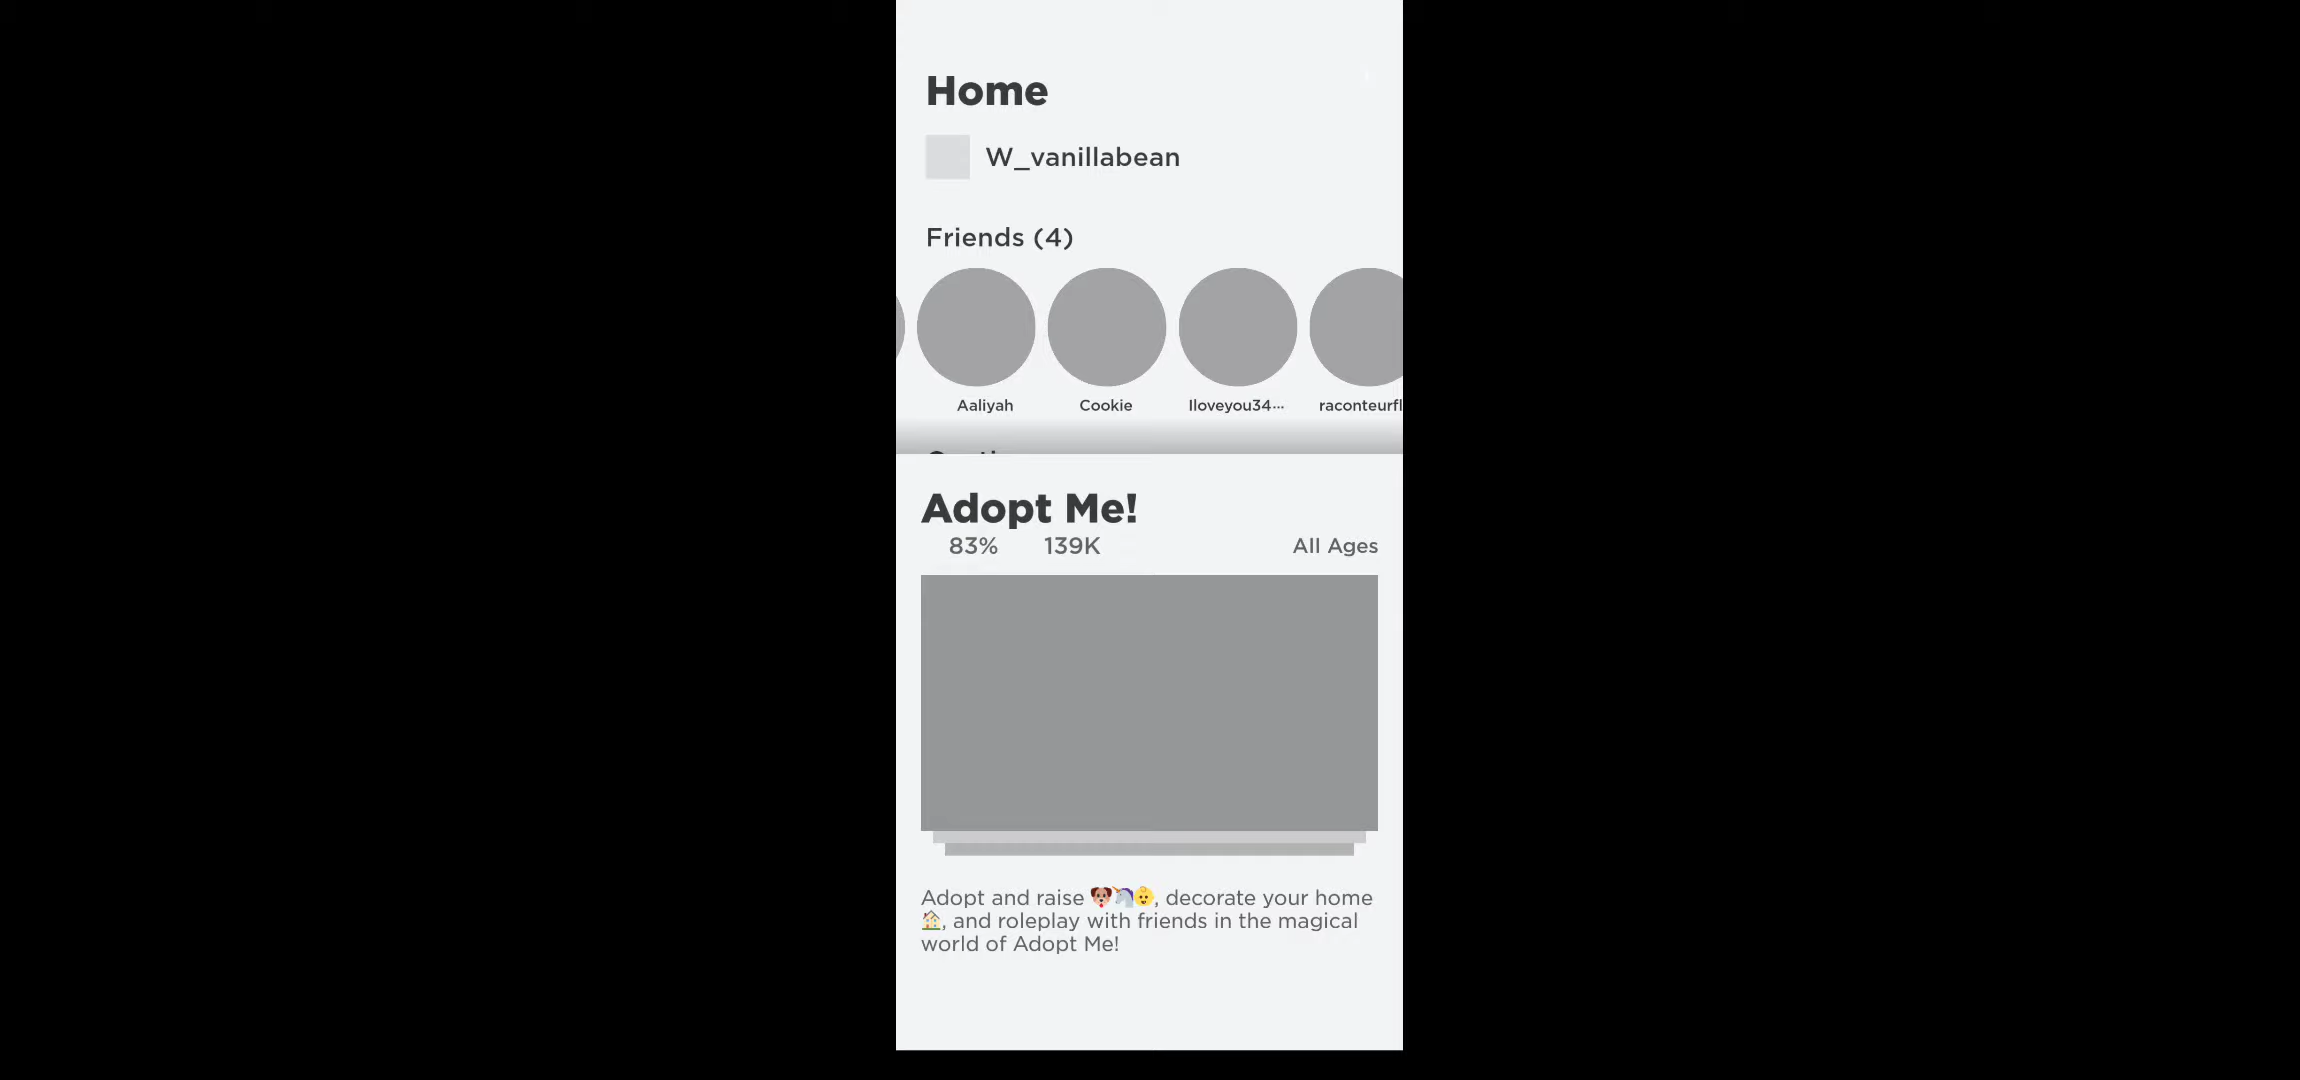 Home
W_vanillabean
Friends (4)
Aaliyah
Cookie
Iloveyou34...
raconteurfl
Adopt Me!
83%
139K
All Ages
Adopt and raise 🐶🦄👶, decorate your home
🏠, and roleplay with friends in the magical
world of Adopt Me!